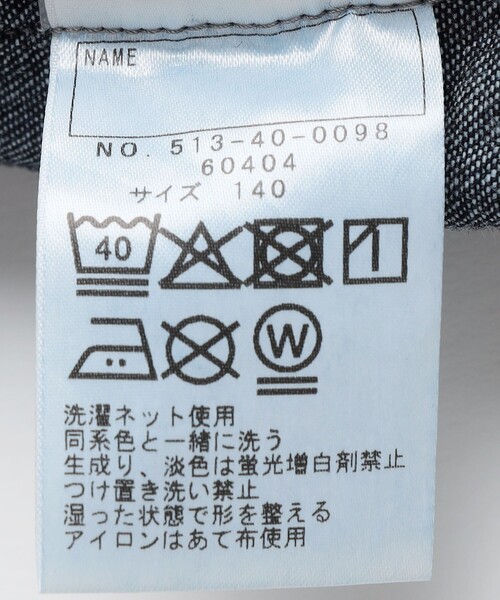 NAME
NO. 513-40-0098
60404
サイズ 140
40
W
洗濯ネット使用
同系色と一緒に洗う
生成り、淡色は蛍光増白剤禁止
つけ置き洗い禁止
湿った状態で形を整える
アイロンはあて布使用